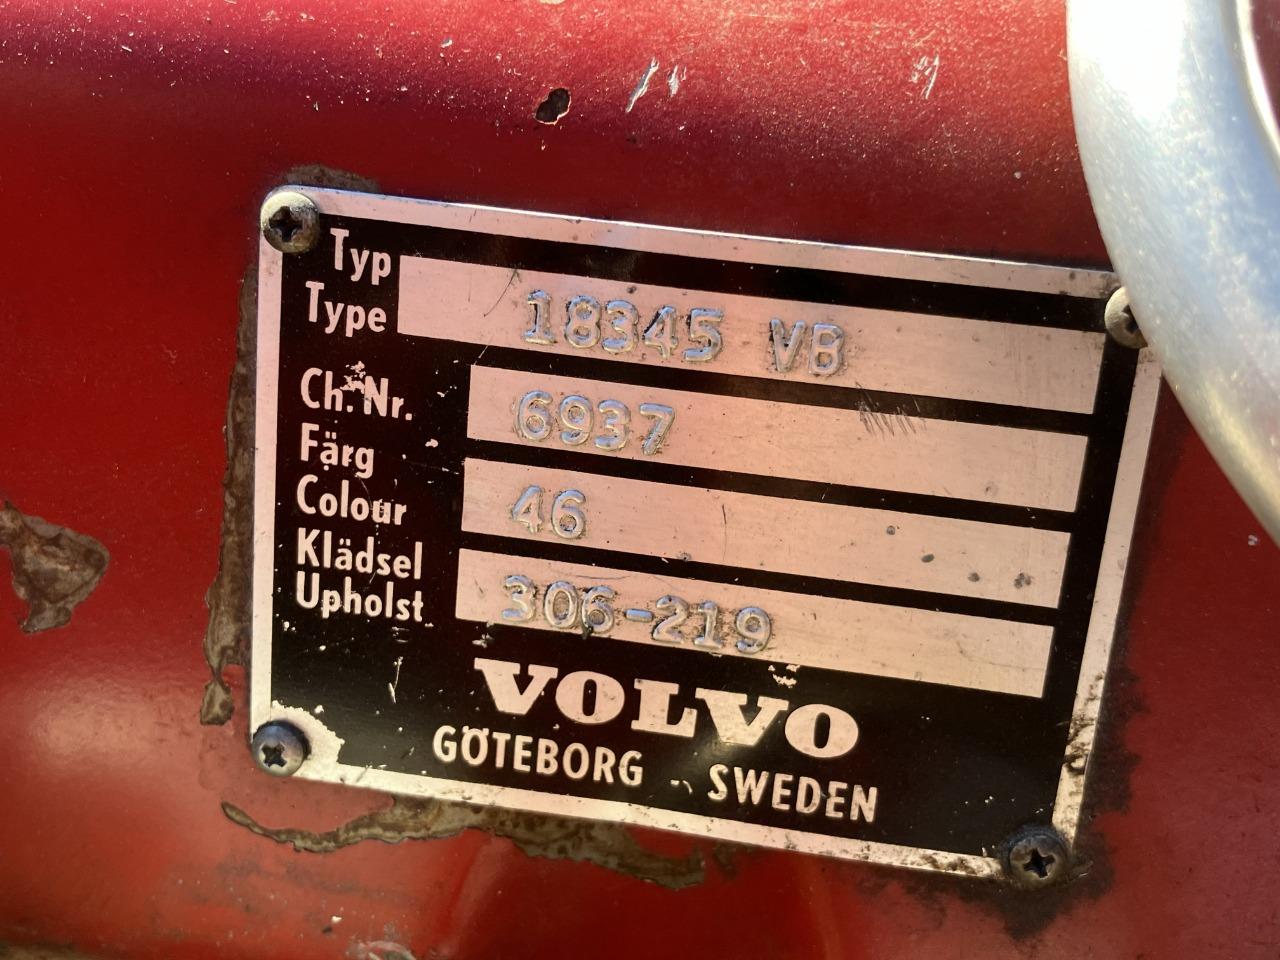 Typ
Type 18345 VB
Ch. Nr. 6937
Färg
Colour 46
Klädsel
Upholst 306-219
VOLVO
GÖTEBORG SWEDEN